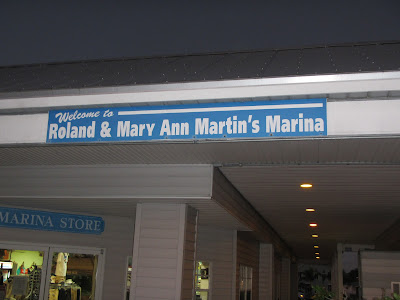 Welcome to
Roland & Mary Ann Martin's Marina
MARINA STORE